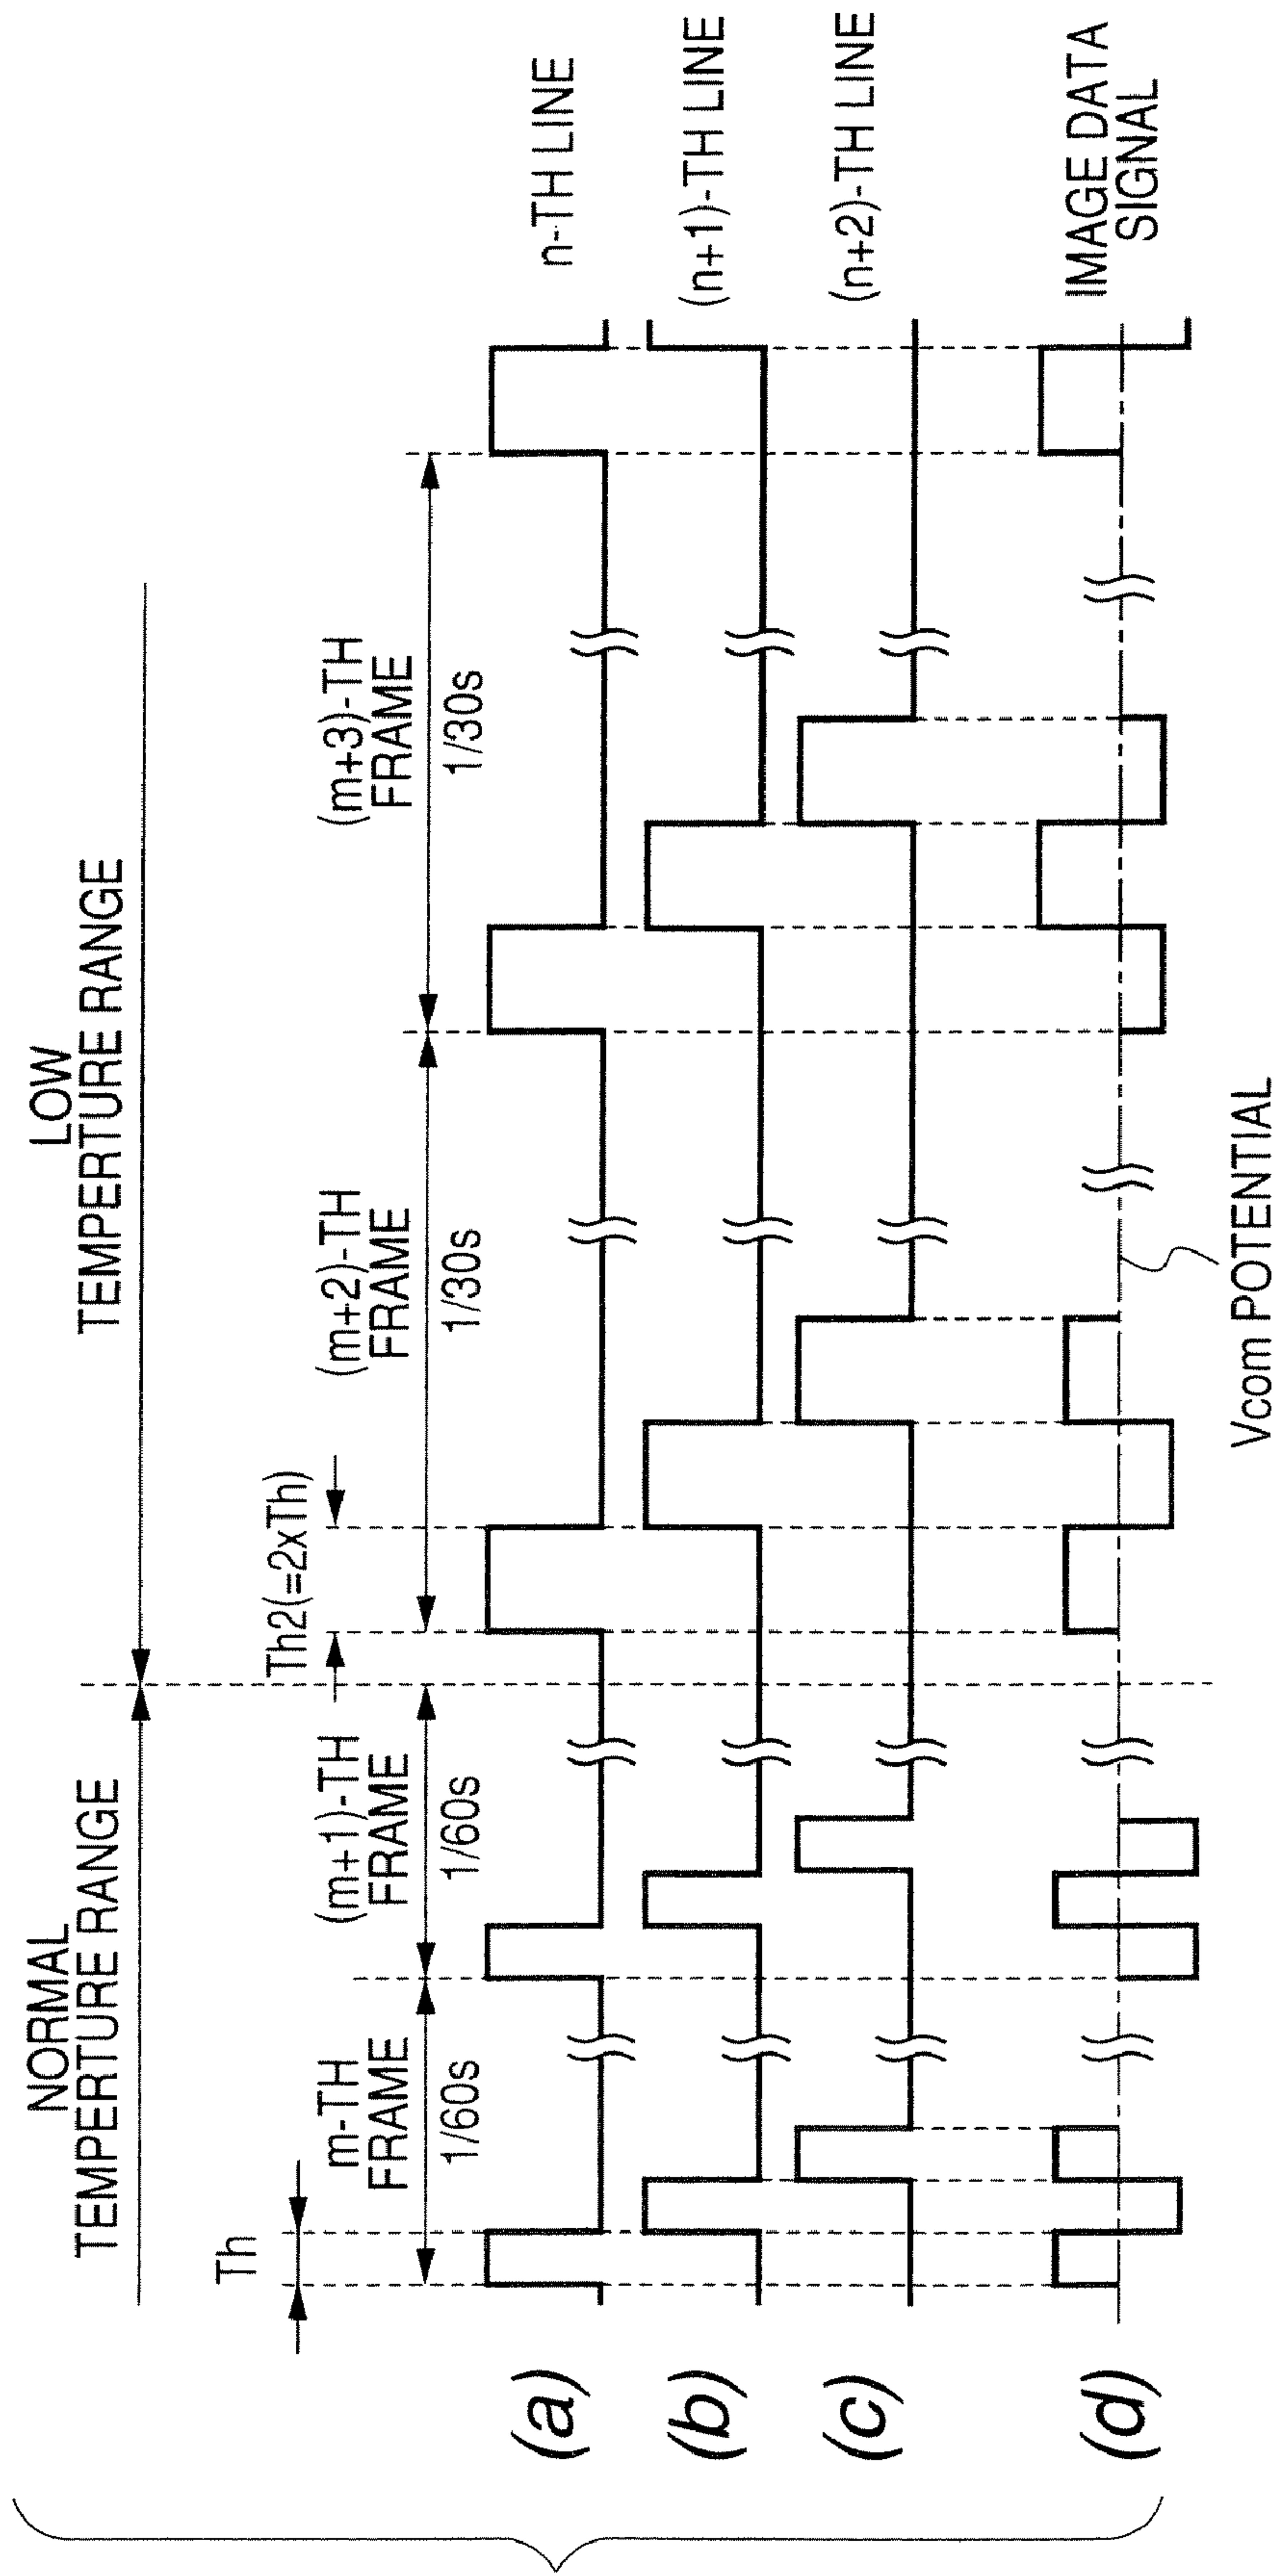 NORMAL
TEMPERTURE RANGE
LOW
TEMPERTURE RANGE
Th
Th2(=2xTh)
m-TH
FRAME
1/60s
(m+1)-TH
FRAME
1/60s
(m+2)-TH
FRAME
1/30s
(m+3)-TH
FRAME
1/30s
(a)
n-TH LINE
(b)
(n+1)-TH LINE
(c)
(n+2)-TH LINE
(d)
IMAGE DATA
SIGNAL
Vcom POTENTIAL